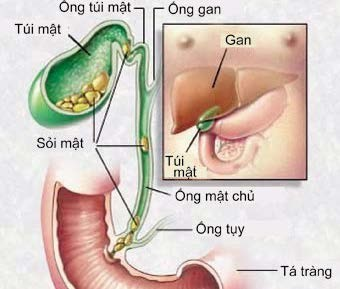 Ống túi mật
Ống gan
Túi mật
Gan
Sỏi mật
Túi
mật
Ống mật chủ
Ống tụy
Tá tràng